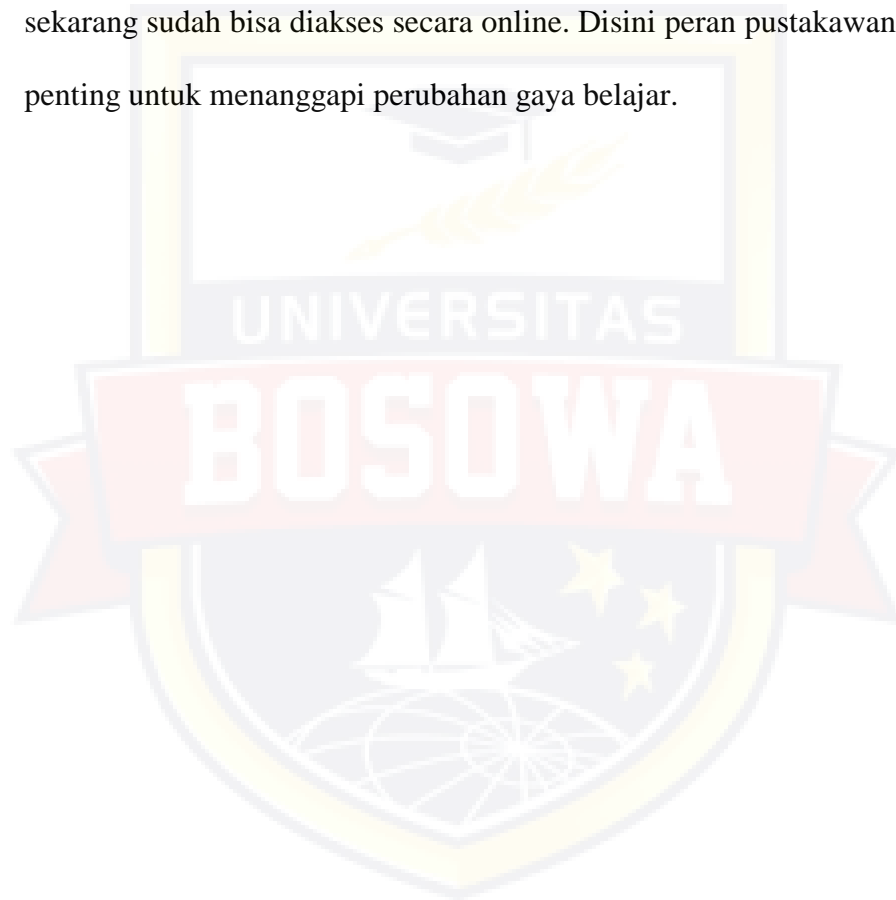 sekarang sudah bisa diakses secara online. Disini peran pustakawan
penting untuk menanggapi perubahan gaya belajar.
UNIVERSITAS
BOSOWA